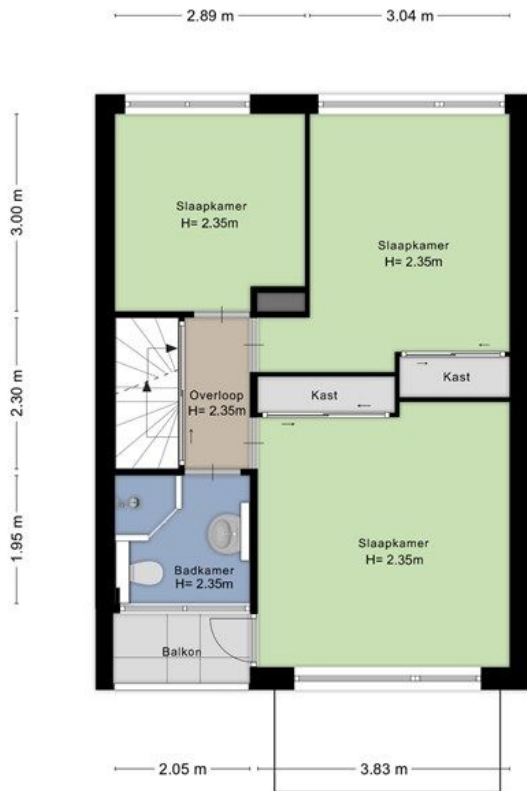 2.89 m
3.04 m
3.00 m
Slaapkamer
H= 2.35m
Slaapkamer
H= 2.35m
2.30 m
Overloop
H= 2.35m
Kast
Kast
1.95 m
Badkamer
H= 2.35m
Slaapkamer
H= 2.35m
Balkon
2.05 m
3.83 m